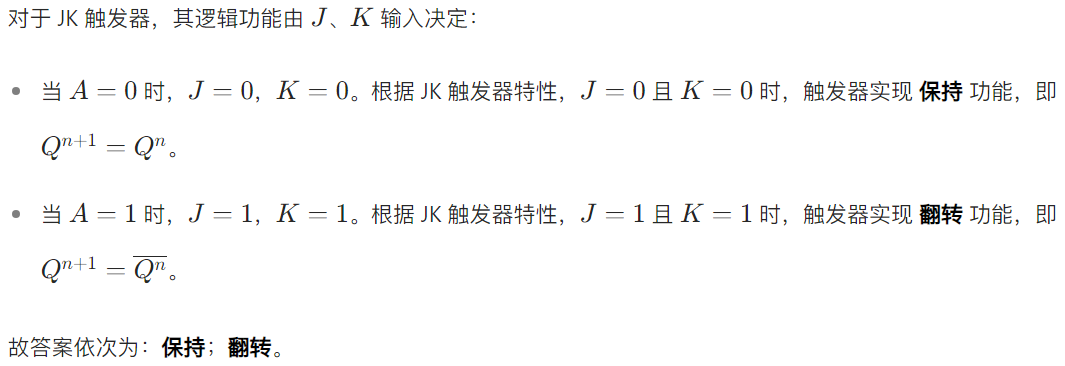 对于 JK 触发器，其逻辑功能由 J、K 输入决定：
• 当 A = 0 时，J = 0，K = 0。根据 JK 触发器特性，J = 0 且 K = 0 时，触发器实现 保持 功能，即
Qⁿ⁺¹ = Qⁿ。
• 当 A = 1 时，J = 1，K = 1。根据 JK 触发器特性，J = 1 且 K = 1 时，触发器实现 翻转 功能，即
Qⁿ⁺¹ = \overline{Qⁿ}。
故答案依次为：保持；翻转。